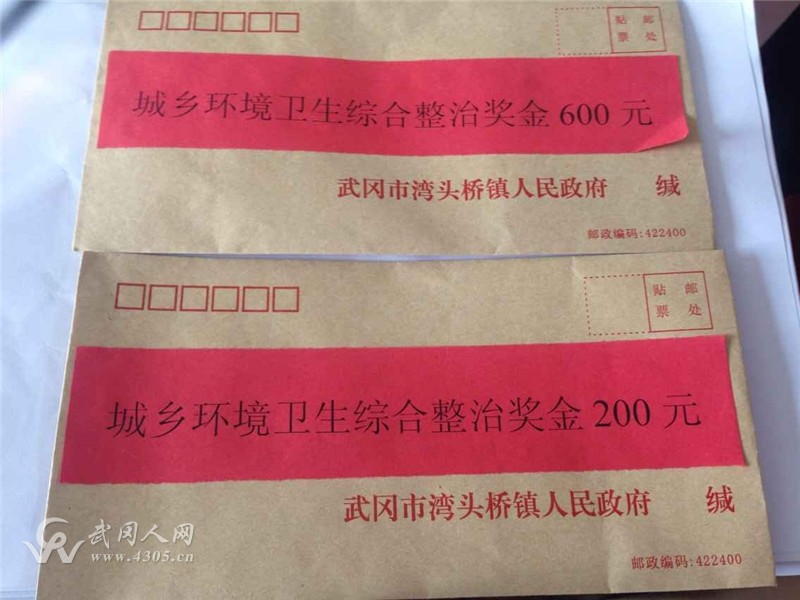 贴 邮
票 处
城乡环境卫生综合整治奖金 600 元
武冈市湾头桥镇人民政府 缄
邮政编码:422400
贴 邮
票 处
城乡环境卫生综合整治奖金 200 元
武冈市湾头桥镇人民政府 缄
邮政编码:422400
武冈人网
www.4305.cn